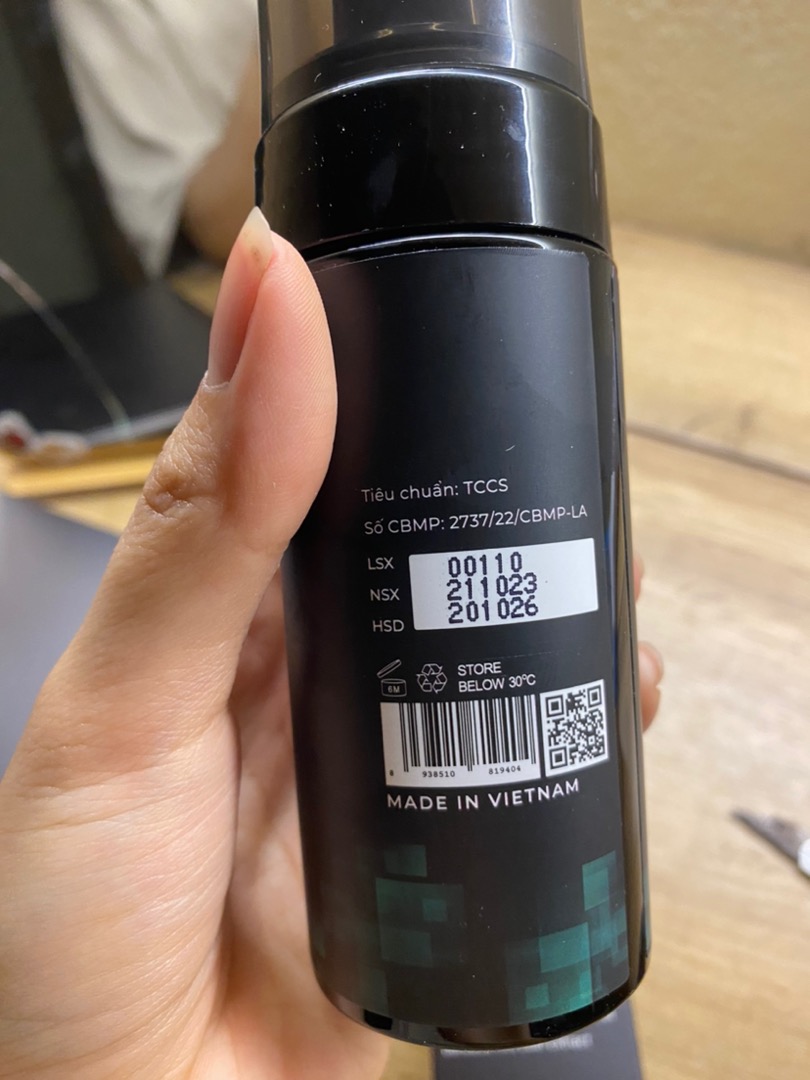 Tiêu chuẩn: TCCS
Số CBMP: 2737/22/CBMP-LA
LSX 00110
NSX 211023
HSD 201026
6M
STORE
BELOW 30°C
8 938510 819404
MADE IN VIETNAM